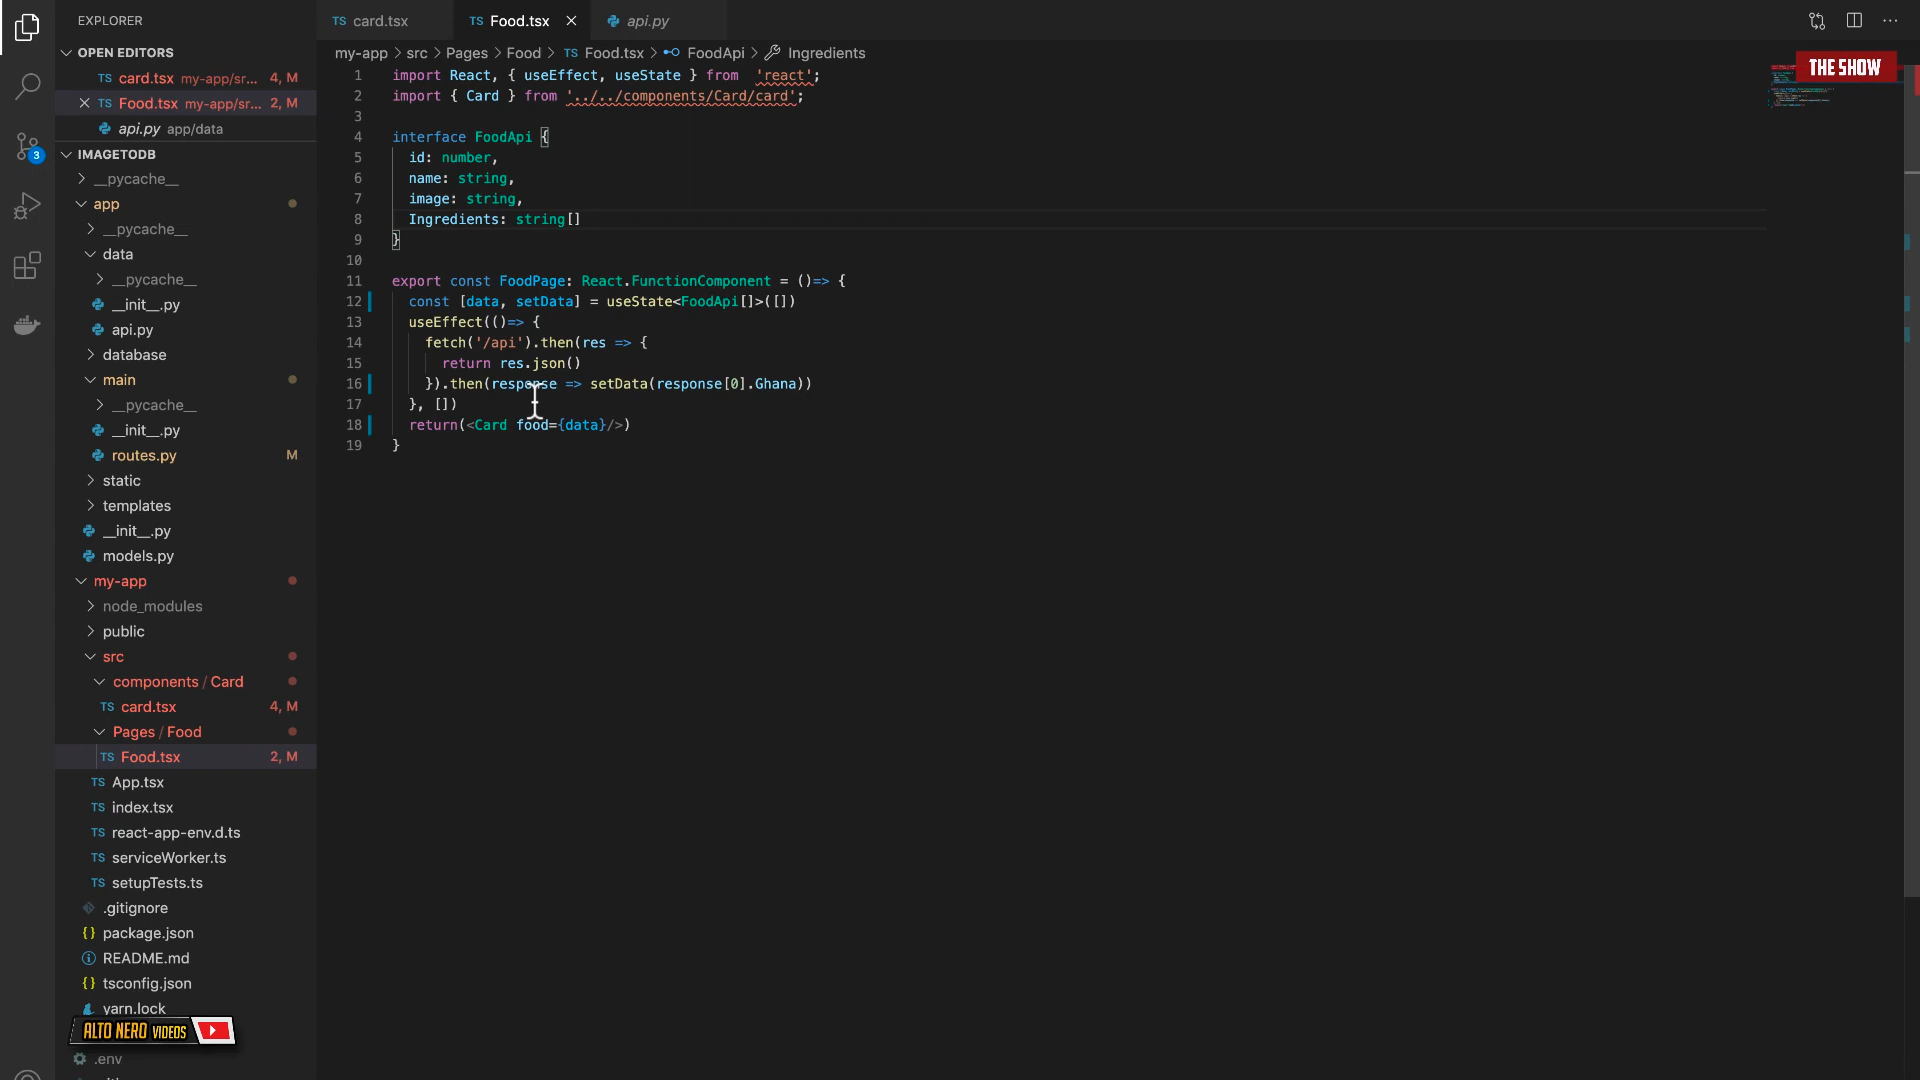 EXPLORER
OPEN EDITORS
TS card.tsx my-app/sr... 4, M
TS Food.tsx my-app/sr... 2, M
api.py app/data
IMAGETODB
__pycache__
app
__pycache__
data
__pycache__
__init__.py
api.py
database
main
__pycache__
__init__.py
routes.py M
static
templates
__init__.py
models.py
my-app
node_modules
public
src
components / Card
TS card.tsx 4, M
Pages / Food
TS Food.tsx 2, M
TS App.tsx
TS index.tsx
TS react-app-env.d.ts
TS serviceWorker.ts
TS setupTests.ts
.gitignore
{} package.json
README.md
{} tsconfig.json
yarn.lock
ALTO NERO VIDEOS
.env
3
TS card.tsx
TS Food.tsx
api.py
my-app > src > Pages > Food > TS Food.tsx > FoodApi > Ingredients
THE SHOW
1 import React, { useEffect, useState } from 'react';
2 import { Card } from '../../components/Card/card';
3
4 interface FoodApi {
5 id: number,
6 name: string,
7 image: string,
8 Ingredients: string[]
9 }
10
11 export const FoodPage: React.FunctionComponent = ()=> {
12 const [data, setData] = useState<FoodApi[]>([])
13 useEffect(()=> {
14 fetch('/api').then(res => {
15 return res.json()
16 }).then(response => setData(response[0].Ghana))
17 }, [])
18 return(<Card food={data}/>)
19 }